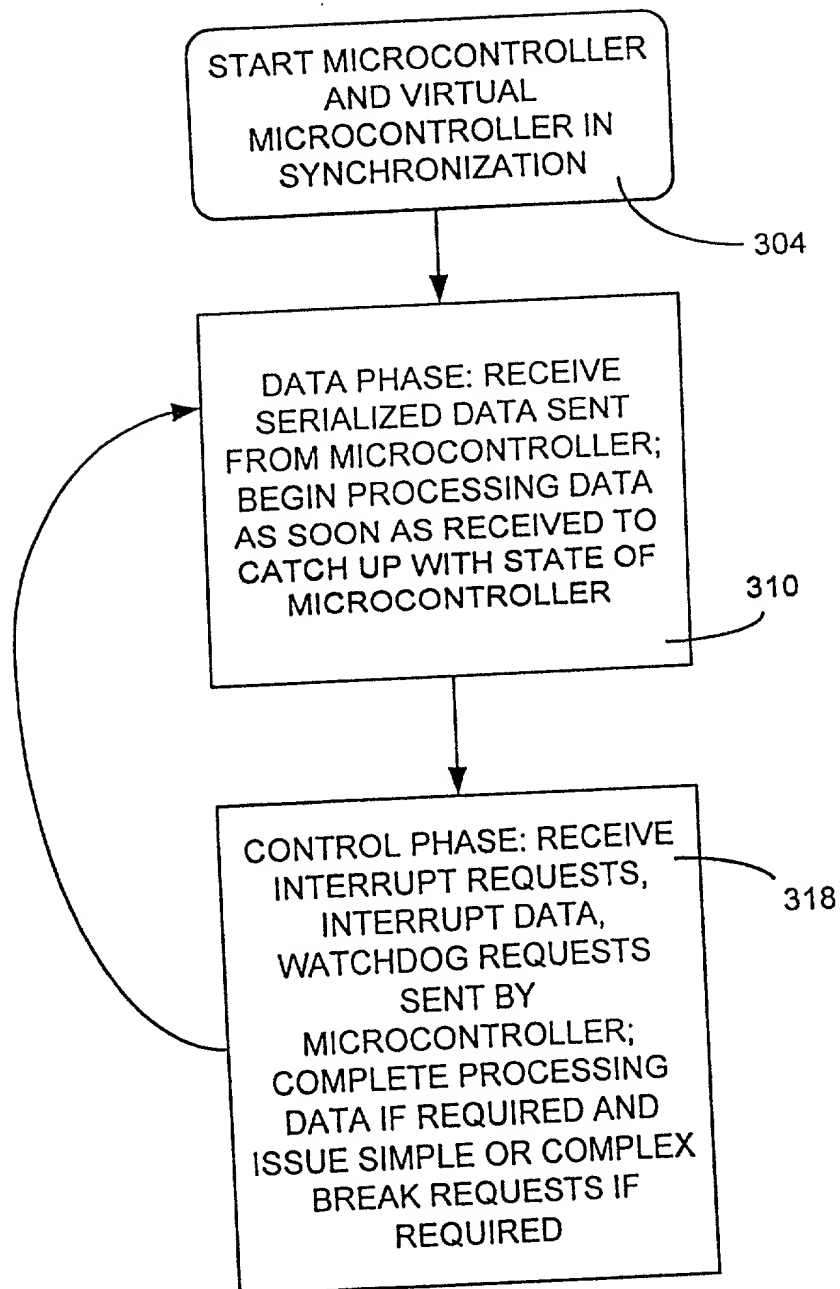 START MICROCONTROLLER
AND VIRTUAL
MICROCONTROLLER IN
SYNCHRONIZATION
304
DATA PHASE: RECEIVE
SERIALIZED DATA SENT
FROM MICROCONTROLLER;
BEGIN PROCESSING DATA
AS SOON AS RECEIVED TO
CATCH UP WITH STATE OF
MICROCONTROLLER
310
CONTROL PHASE: RECEIVE
INTERRUPT REQUESTS,
INTERRUPT DATA,
WATCHDOG REQUESTS
SENT BY
MICROCONTROLLER;
COMPLETE PROCESSING
DATA IF REQUIRED AND
ISSUE SIMPLE OR COMPLEX
BREAK REQUESTS IF
REQUIRED
318